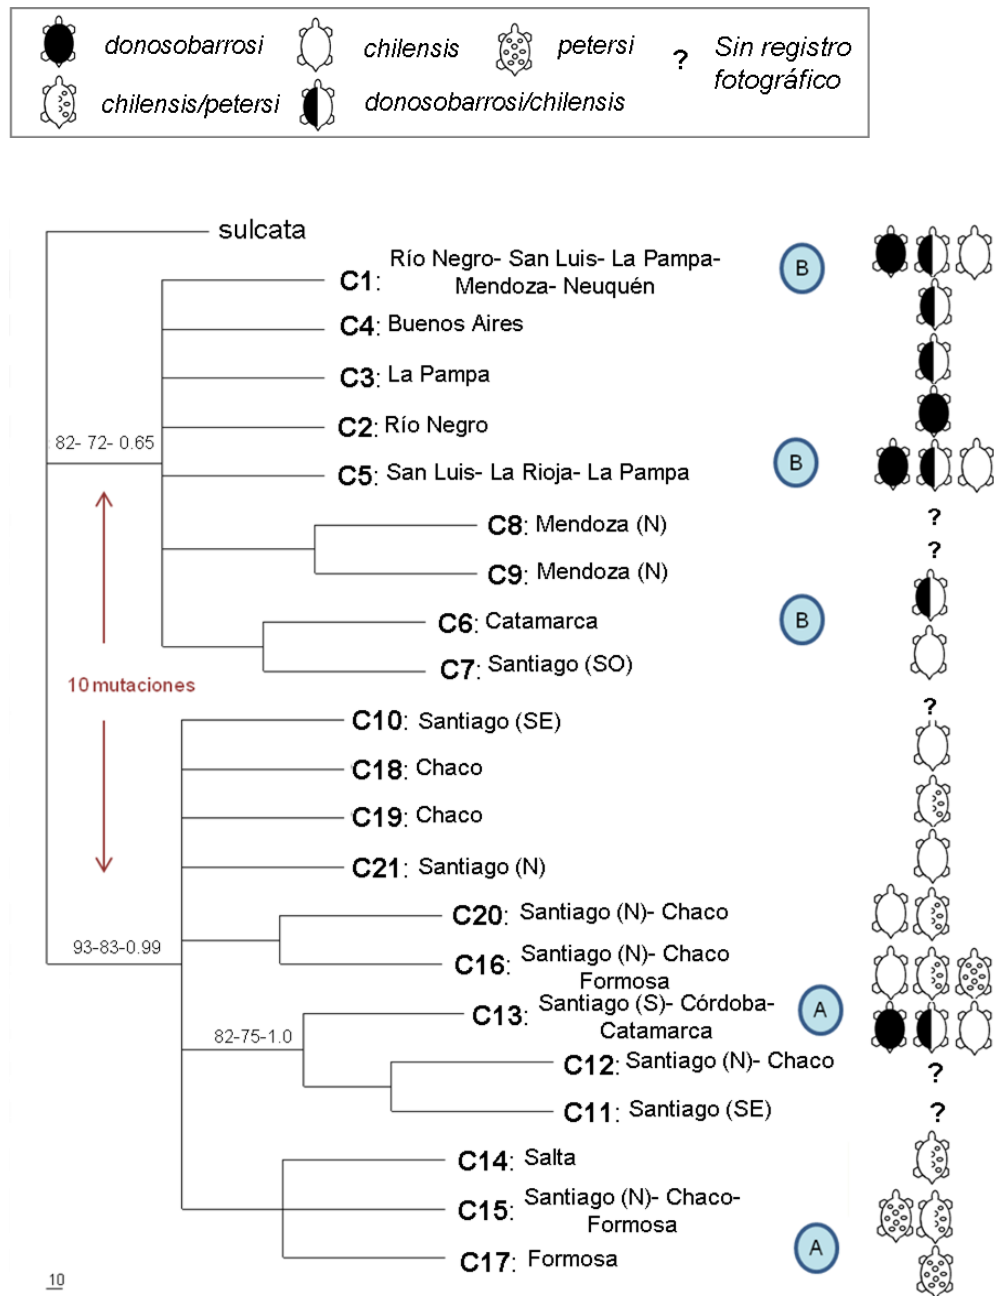 donosobarrosi chilensis petersi ? Sin registro
fotográfico
chilensis/petersi donosobarrosi/chilensis
sulcata
C1: Río Negro- San Luis- La Pampa-
Mendoza- Neuquén
B
C4: Buenos Aires
C3: La Pampa
C2: Río Negro
82- 72- 0.65
C5: San Luis- La Rioja- La Pampa
B
C8: Mendoza (N)
?
C9: Mendoza (N)
?
C6: Catamarca
B
C7: Santiago (SO)
10 mutaciones
C10: Santiago (SE)
?
C18: Chaco
C19: Chaco
C21: Santiago (N)
C20: Santiago (N)- Chaco
93-83-0.99
C16: Santiago (N)- Chaco
Formosa
C13: Santiago (S)- Córdoba-
Catamarca
A
82-75-1.0
C12: Santiago (N)- Chaco
?
C11: Santiago (SE)
?
C14: Salta
C15: Santiago (N)- Chaco-
Formosa
C17: Formosa
A
10